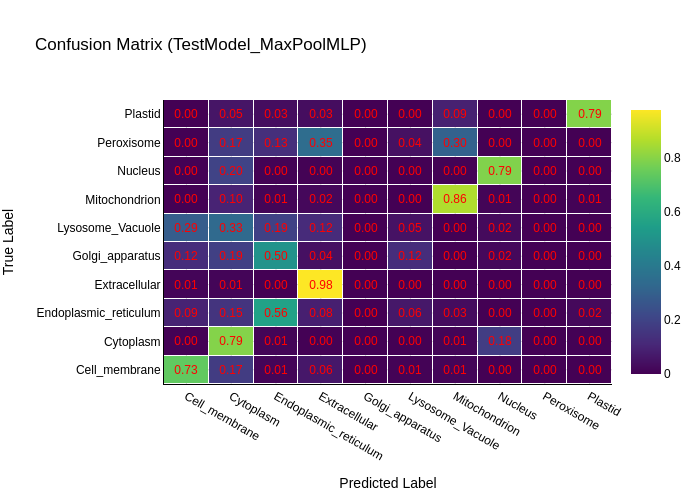 Confusion Matrix (TestModel_MaxPoolMLP)
Plastid 0.00 0.05 0.03 0.03 0.00 0.00 0.09 0.00 0.00 0.79
Peroxisome 0.00 0.17 0.13 0.35 0.00 0.04 0.30 0.00 0.00 0.00
Nucleus 0.00 0.20 0.00 0.00 0.00 0.00 0.00 0.79 0.00 0.00
Mitochondrion 0.00 0.10 0.01 0.02 0.00 0.00 0.86 0.01 0.00 0.01
Lysosome_Vacuole 0.29 0.33 0.19 0.12 0.00 0.05 0.00 0.02 0.00 0.00
Golgi_apparatus 0.12 0.19 0.50 0.04 0.00 0.12 0.00 0.02 0.00 0.00
Extracellular 0.01 0.01 0.00 0.98 0.00 0.00 0.00 0.00 0.00 0.00
Endoplasmic_reticulum 0.09 0.15 0.56 0.08 0.00 0.06 0.03 0.00 0.00 0.02
Cytoplasm 0.00 0.79 0.01 0.00 0.00 0.00 0.01 0.18 0.00 0.00
Cell_membrane 0.73 0.17 0.01 0.06 0.00 0.01 0.01 0.00 0.00 0.00
Cell_membrane Cytoplasm Endoplasmic_reticulum Extracellular Golgi_apparatus Lysosome_Vacuole Mitochondrion Nucleus Peroxisome Plastid
Predicted Label
True Label
0.8
0.6
0.4
0.2
0